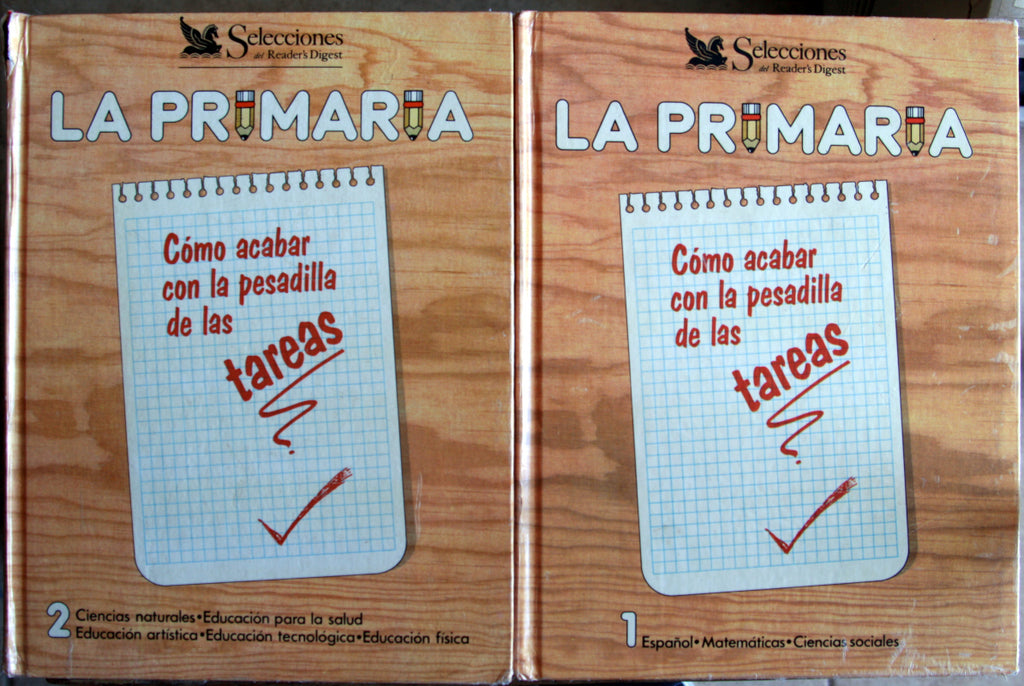 Selecciones
del Reader's Digest
LA PRIMARIA
Cómo acabar
con la pesadilla
de las
tareas
2 Ciencias naturales•Educación para la salud
Educación artística•Educación tecnológica•Educación física
Selecciones
del Reader's Digest
LA PRIMARIA
Cómo acabar
con la pesadilla
de las
tareas
1 Español•Matemáticas•Ciencias sociales